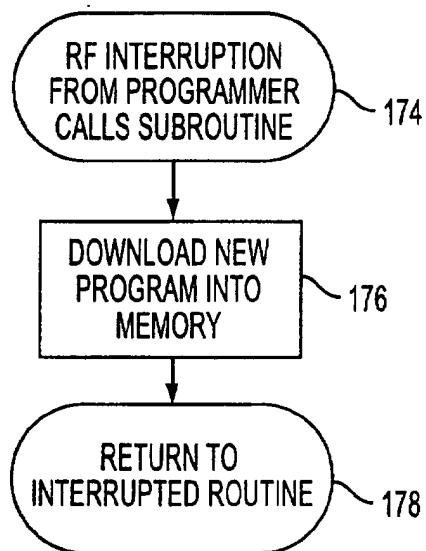 RF INTERRUPTION
FROM PROGRAMMER
CALLS SUBROUTINE
174
DOWNLOAD NEW
PROGRAM INTO
MEMORY
176
RETURN TO
INTERRUPTED ROUTINE
178